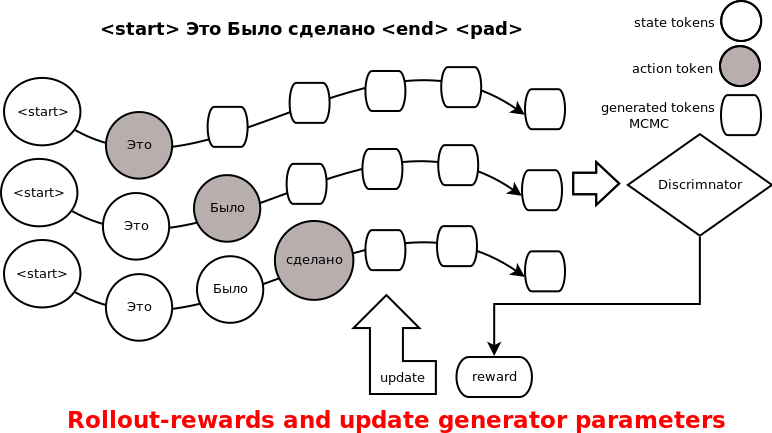 <start> Это Было сделано <end> <pad>
state tokens
action token
generated tokens
MCMC
<start>
Это
<start>
Это
Было
<start>
Это
Было
сделано
Discrimnator
update
reward
Rollout-rewards and update generator parameters